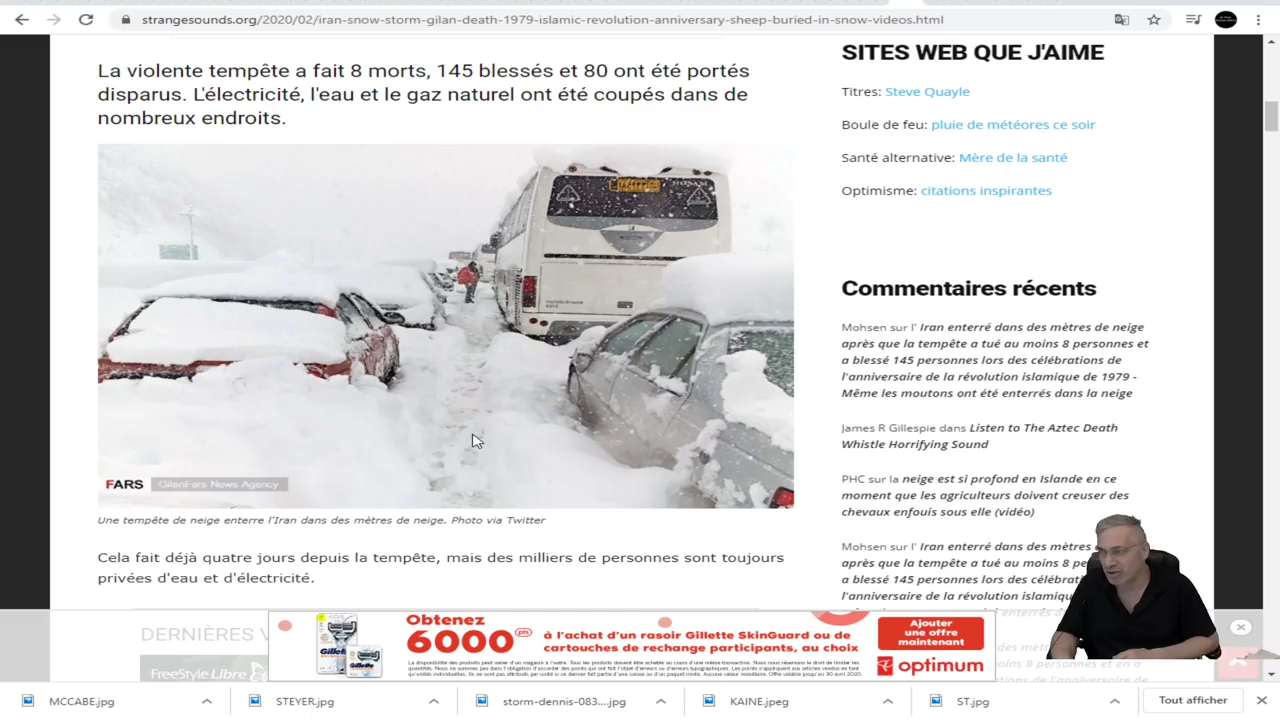 strangesounds.org/2020/02/iran-snow-storm-gilan-death-1979-islamic-revolution-anniversary-sheep-buried-in-snow-videos.html
La violente tempête a fait 8 morts, 145 blessés et 80 ont été portés
disparus. L'électricité, l'eau et le gaz naturel ont été coupés dans de
nombreux endroits.
FARS GilanFars News Agency
Une tempête de neige enterre l'Iran dans des mètres de neige. Photo via Twitter
Cela fait déjà quatre jours depuis la tempête, mais des milliers de personnes sont toujours
privées d'eau et d'électricité.
DERNIÈRES V
FreeStyle Libre
SITES WEB QUE J'AIME
Titres: Steve Quayle
Boule de feu: pluie de météores ce soir
Santé alternative: Mère de la santé
Optimisme: citations inspirantes
Commentaires récents
Mohsen sur l' Iran enterré dans des mètres de neige
après que la tempête a tué au moins 8 personnes et
a blessé 145 personnes lors des célébrations de
l'anniversaire de la révolution islamique de 1979 -
Même les moutons ont été enterrés dans la neige
James R Gillespie dans Listen to The Aztec Death
Whistle Horrifying Sound
PHC sur la neige est si profond en Islande en ce
moment que les agriculteurs doivent creuser des
chevaux enfouis sous elle (vidéo)
Mohsen sur l' Iran enterré dans des mètres
après que la tempête a tué au moins 8 pe
a blessé 145 personnes lors des célébrati
l'anniversaire de la révolution islamique
Obtenez
6000 pts
à l'achat d'un rasoir Gillette SkinGuard ou de
cartouches de rechange participants, au choix
Ajouter
une offre
maintenant
optimum
MCCABE.jpg
STEYER.jpg
storm-dennis-083....jpg
KAINE.jpeg
ST.jpg
Tout afficher